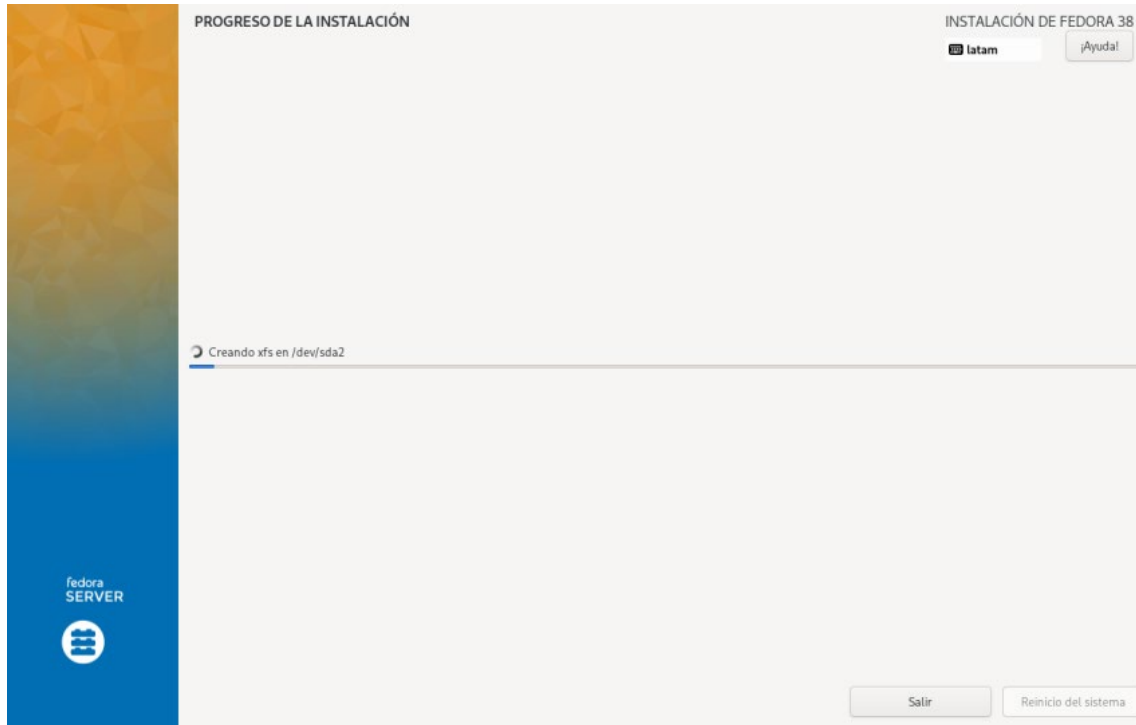 PROGRESO DE LA INSTALACIÓN
INSTALACIÓN DE FEDORA 38
latam
¡Ayuda!
Creando xfs en /dev/sda2
fedora
SERVER
Salir
Reinicio del sistema